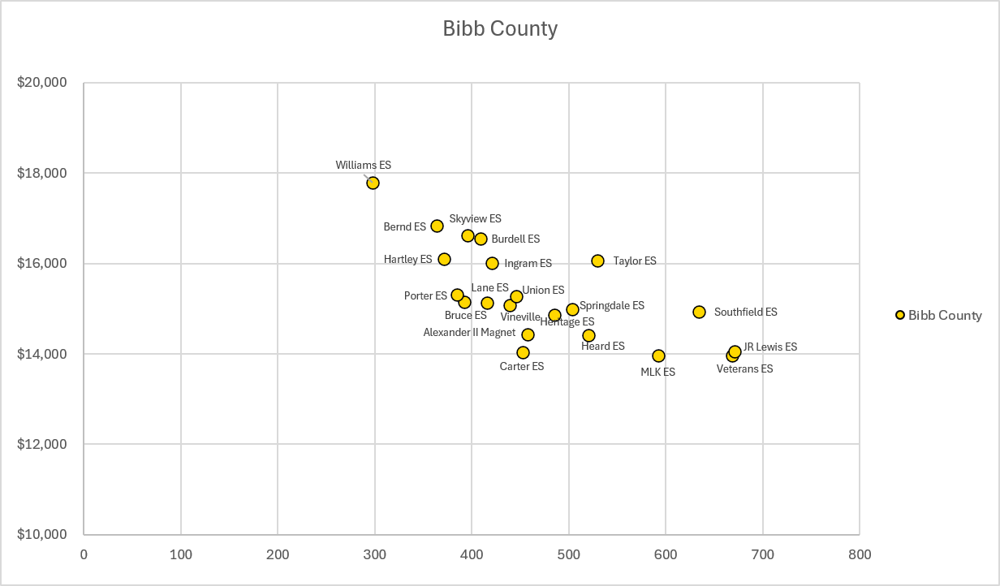 Bibb County
$20,000
$18,000
$16,000
$14,000
$12,000
$10,000
Williams ES
Skyview ES
Bernd ES
Burdell ES
Hartley ES
Ingram ES
Taylor ES
Lane ES
Union ES
Porter ES
Springdale ES
Southfield ES
Bruce ES
Vineville
Heritage ES
Alexander II Magnet
Heard ES
JR Lewis ES
Carter ES
Veterans ES
MLK ES
Bibb County
0 100 200 300 400 500 600 700 800